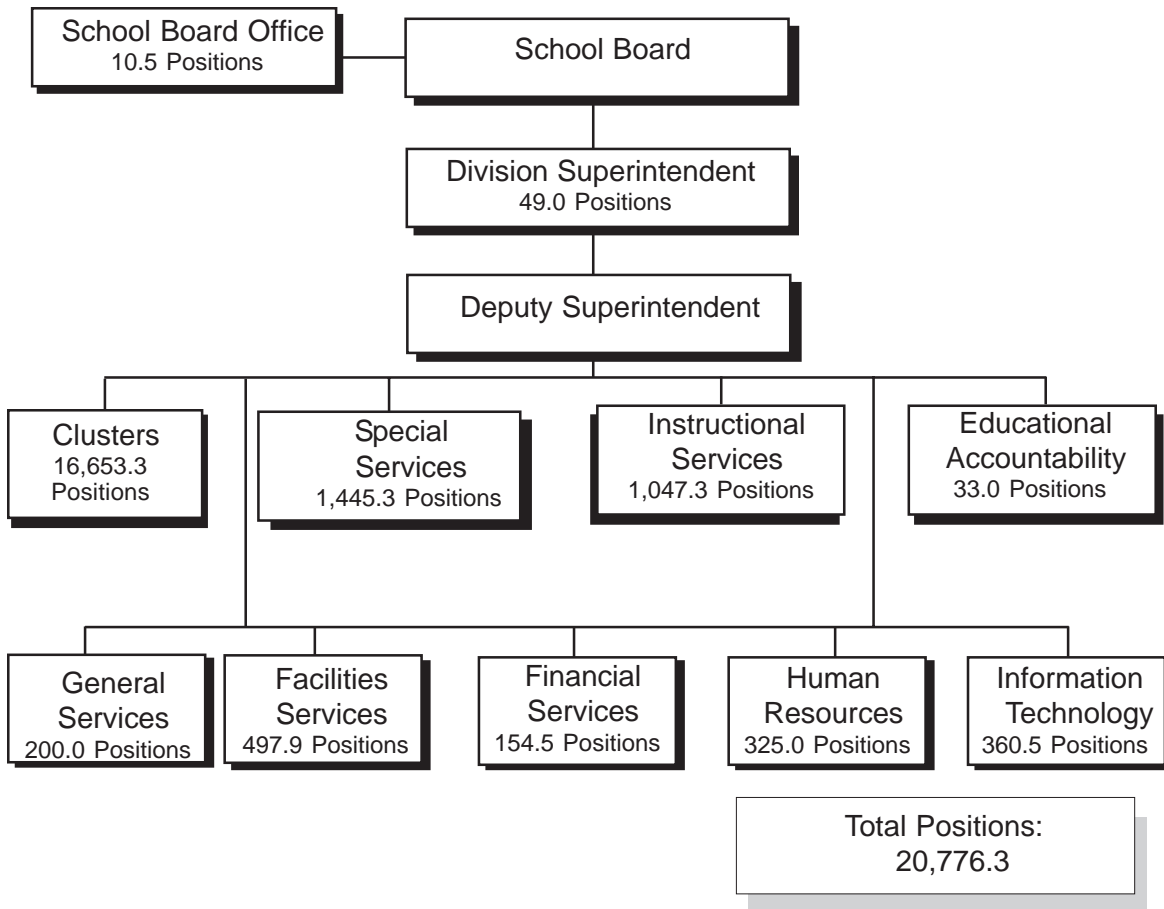 School Board Office
10.5 Positions
School Board
Division Superintendent
49.0 Positions
Deputy Superintendent
Clusters
16,653.3
Positions
Special
Services
1,445.3 Positions
Instructional
Services
1,047.3 Positions
Educational
Accountability
33.0 Positions
General
Services
200.0 Positions
Facilities
Services
497.9 Positions
Financial
Services
154.5 Positions
Human
Resources
325.0 Positions
Information
Technology
360.5 Positions
Total Positions:
20,776.3